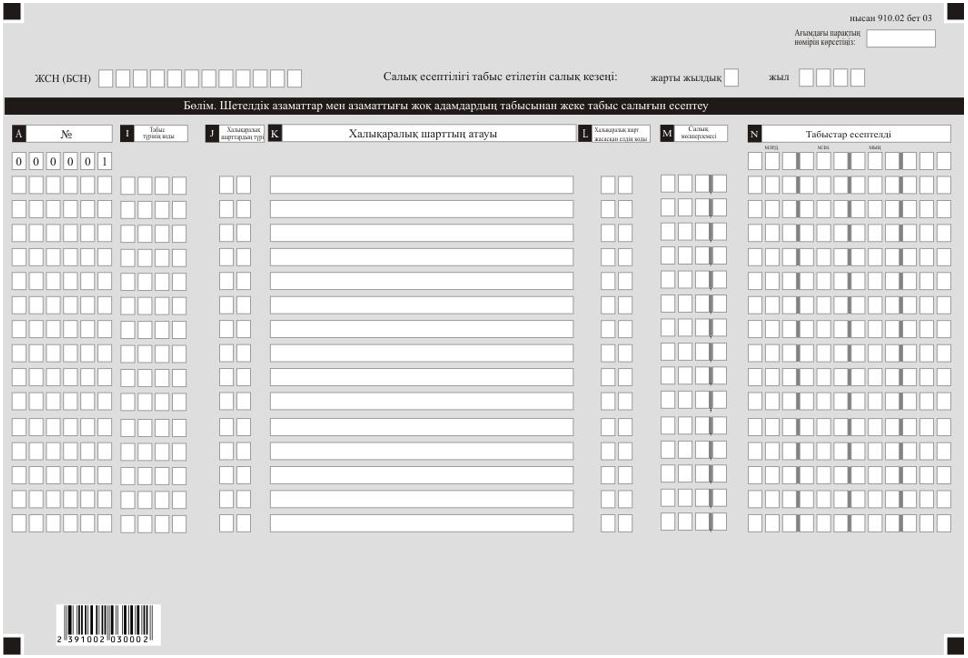 нысан 910.02 бет 03
Ағымдағы парақтың
нөмірін көрсетіңіз:
ЖСН (БСН)
Салық есептілігі табыс етілетін салық кезеңі:
жарты жылдық
жыл
Бөлім. Шетелдік азаматтар мен азаматтығы жоқ адамдардың табысынан жеке табыс салығын есептеу
A №
I Табыс
түрінің коды
J Халықаралық
шарттардың түрі
K Халықаралық шарттың атауы
L Халықаралық шарт
жасасқан елдің коды
M Салық
мөлшерлемесі
N Табыстар есептелді
млрд. млн. мың
0 0 0 0 0 1
2 391002 030002